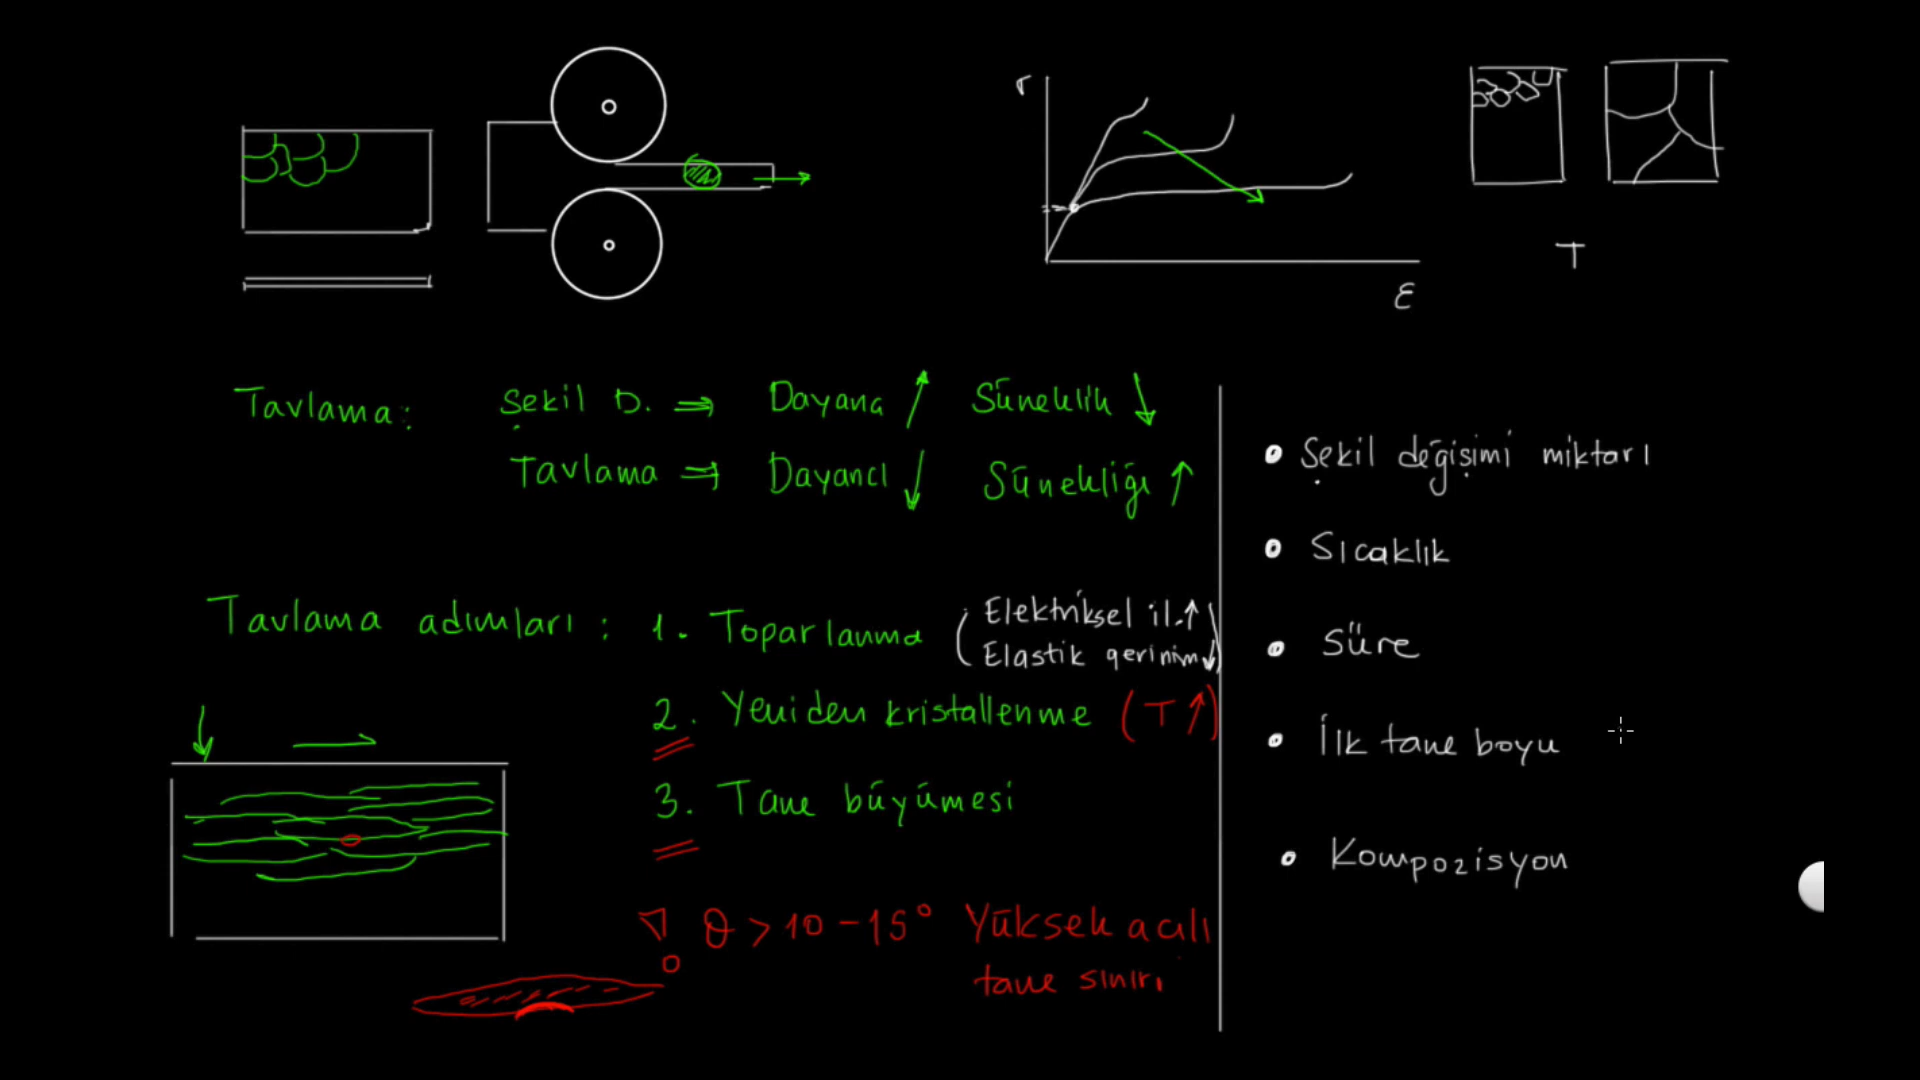 σ
ε
T
Tavlama: Şekil D. ⇒ Dayancı ↑ Süneklik ↓
Tavlama ⇒ Dayancı ↓ Sünekliği ↑
Tavlama adımları : 1. Toparlanma (Elektriksel il. ↑
Elastik gerinim ↓)
2. Yeniden kristallenme (T ↑)
3. Tane büyümesi
θ > 10 - 15° Yüksek açılı
tane sınırı
• Şekil değişimi miktarı
• Sıcaklık
• Süre
• İlk tane boyu
• Kompozisyon